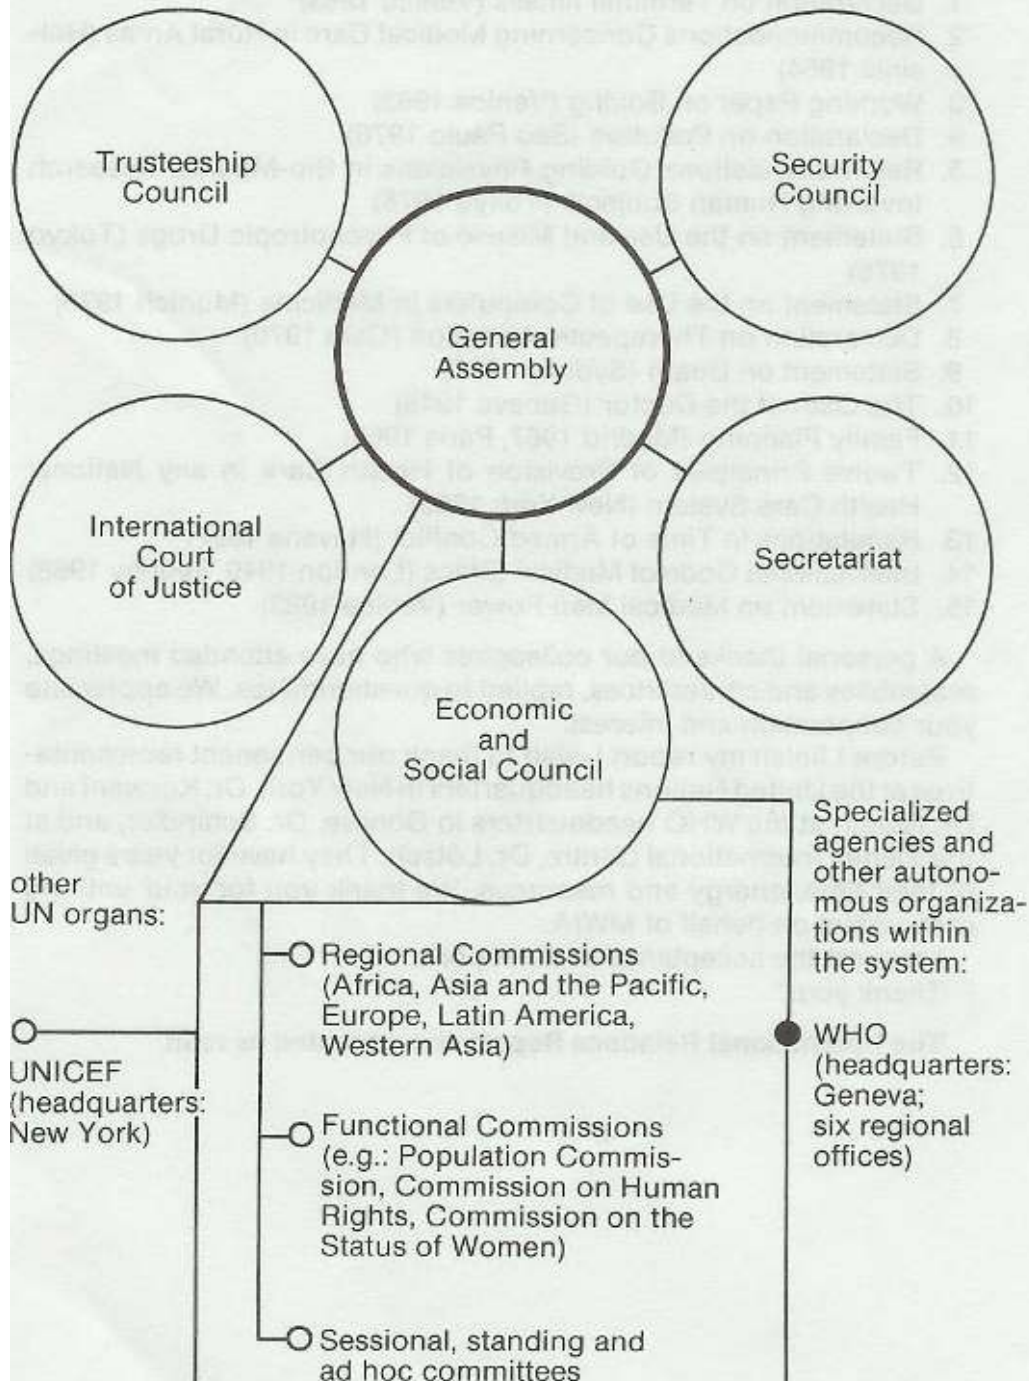 Trusteeship
Council
Security
Council
General
Assembly
International
Court
of Justice
Secretariat
Economic
and
Social Council
Specialized
agencies and
other autono-
mous organiza-
tions within
the system:
other
UN organs:
Regional Commissions
(Africa, Asia and the Pacific,
Europe, Latin America,
Western Asia)
WHO
(headquarters:
Geneva;
six regional
offices)
UNICEF
(headquarters:
New York)
Functional Commissions
(e.g.: Population Commis-
sion, Commission on Human
Rights, Commission on the
Status of Women)
Sessional, standing and
ad hoc committees